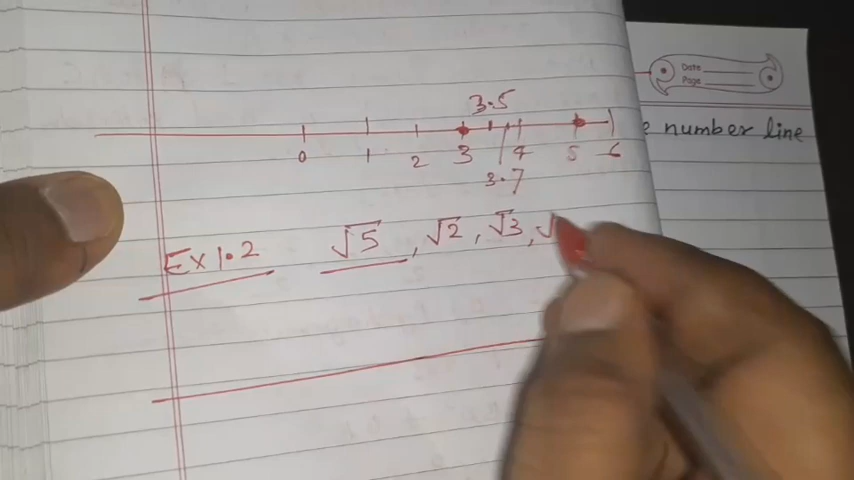 3.5
0 1 2 3 4 5 6
3.7
Ex 1.2 √5, √2, √3, √
Date
Page
number line